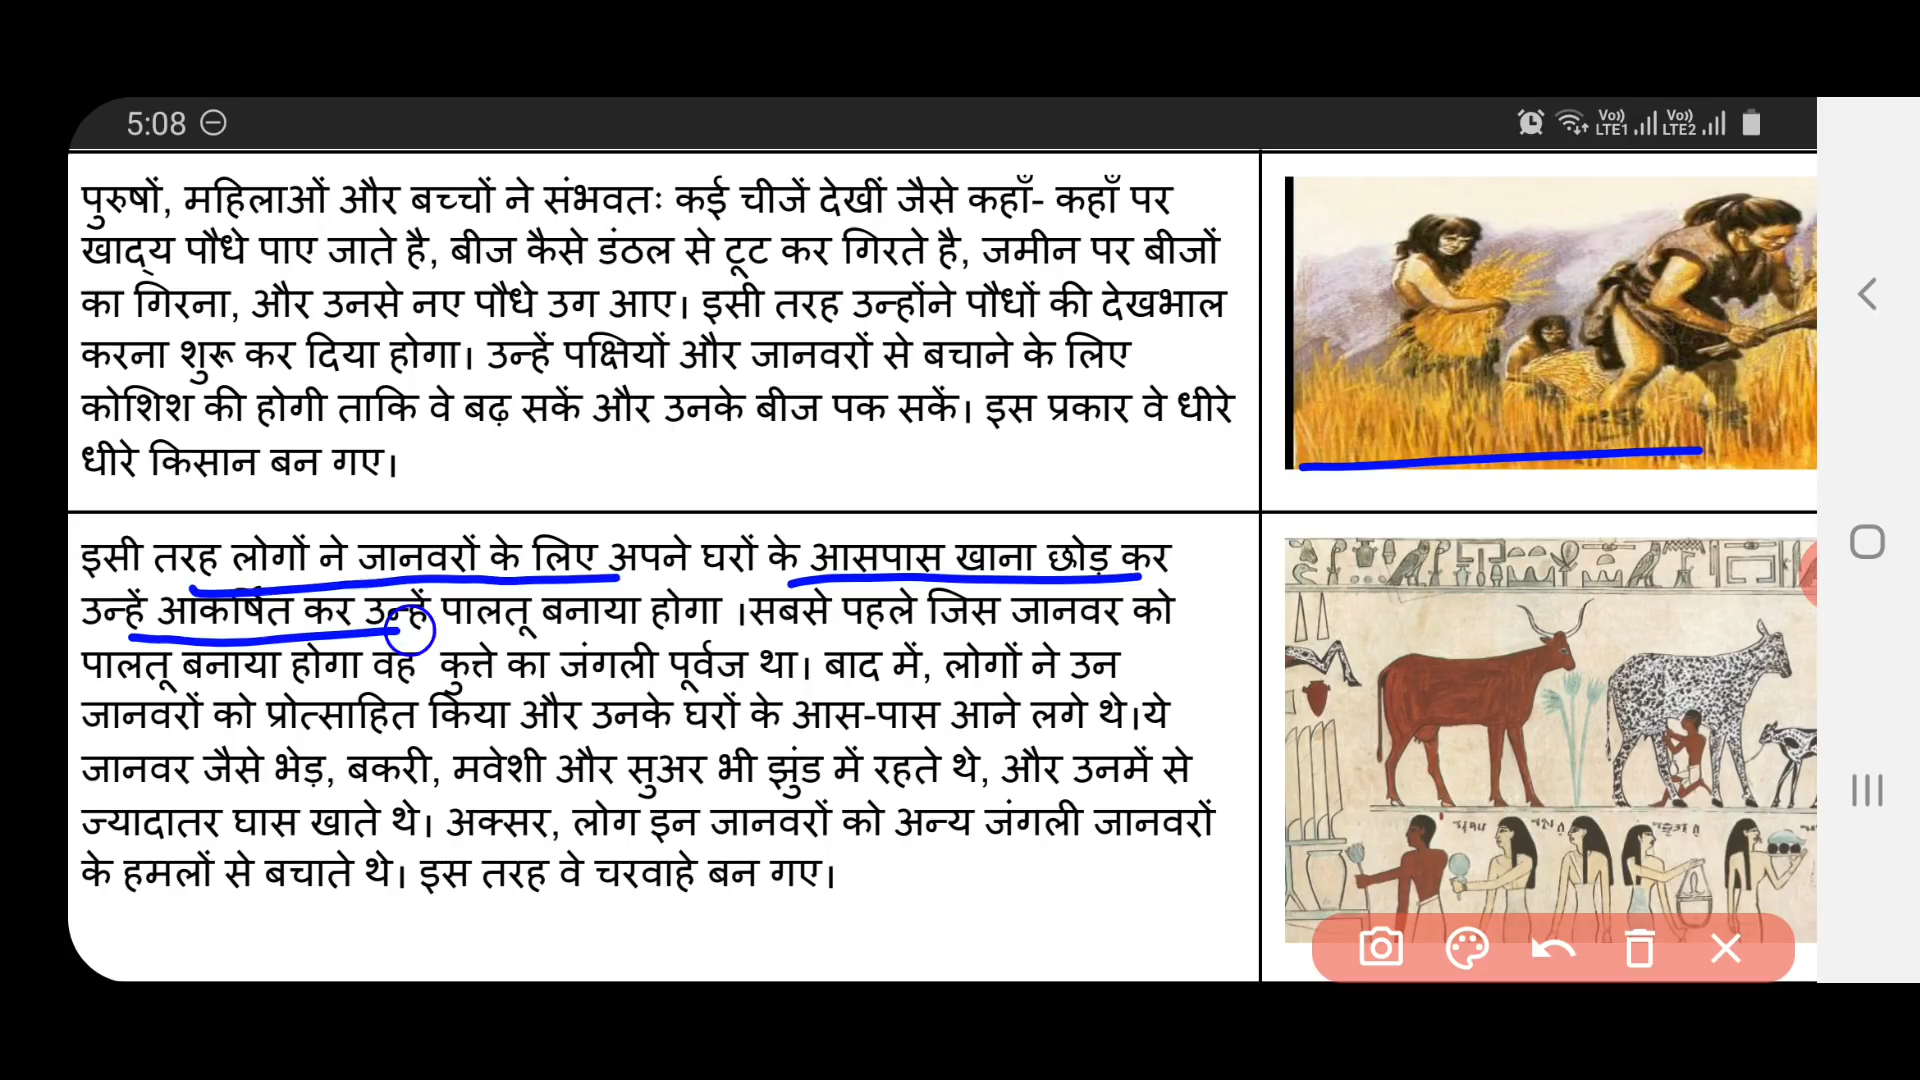 5:08
Vo)) LTE1 Vo)) LTE2
पुरुषों, महिलाओं और बच्चों ने संभवतः कई चीजें देखीं जैसे कहाँ- कहाँ पर
खाद्य पौधे पाए जाते है, बीज कैसे डंठल से टूट कर गिरते है, जमीन पर बीजों
का गिरना, और उनसे नए पौधे उग आए। इसी तरह उन्होंने पौधों की देखभाल
करना शुरू कर दिया होगा। उन्हें पक्षियों और जानवरों से बचाने के लिए
कोशिश की होगी ताकि वे बढ़ सकें और उनके बीज पक सकें। इस प्रकार वे धीरे
धीरे किसान बन गए।
इसी तरह लोगों ने जानवरों के लिए अपने घरों के आसपास खाना छोड़ कर
उन्हें आकर्षित कर उन्हें पालतू बनाया होगा ।सबसे पहले जिस जानवर को
पालतू बनाया होगा वह कुत्ते का जंगली पूर्वज था। बाद में, लोगों ने उन
जानवरों को प्रोत्साहित किया और उनके घरों के आस-पास आने लगे थे।ये
जानवर जैसे भेड़, बकरी, मवेशी और सुअर भी झुंड में रहते थे, और उनमें से
ज्यादातर घास खाते थे। अक्सर, लोग इन जानवरों को अन्य जंगली जानवरों
के हमलों से बचाते थे। इस तरह वे चरवाहे बन गए।